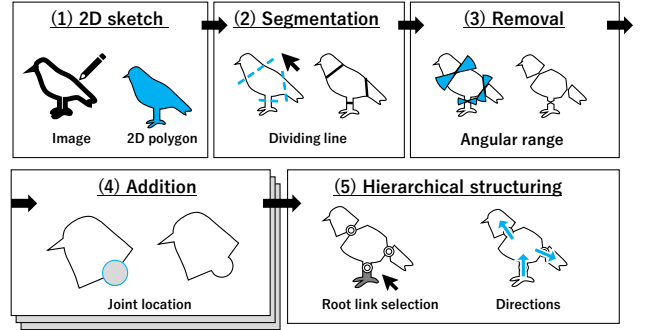 (1) 2D sketch
Image
2D polygon
(2) Segmentation
Dividing line
(3) Removal
Angular range
(4) Addition
Joint location
(5) Hierarchical structuring
Root link selection
Directions